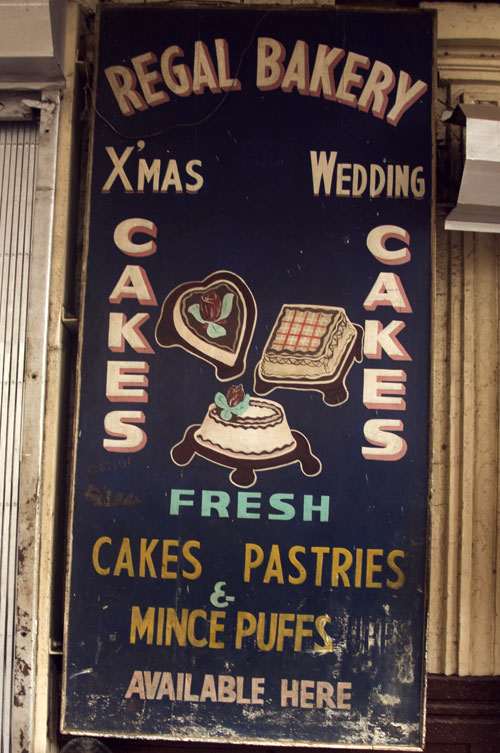 REGAL BAKERY
X'MAS
WEDDING
CAKES
CAKES
FRESH
CAKES PASTRIES
&
MINCE PUFFS
AVAILABLE HERE